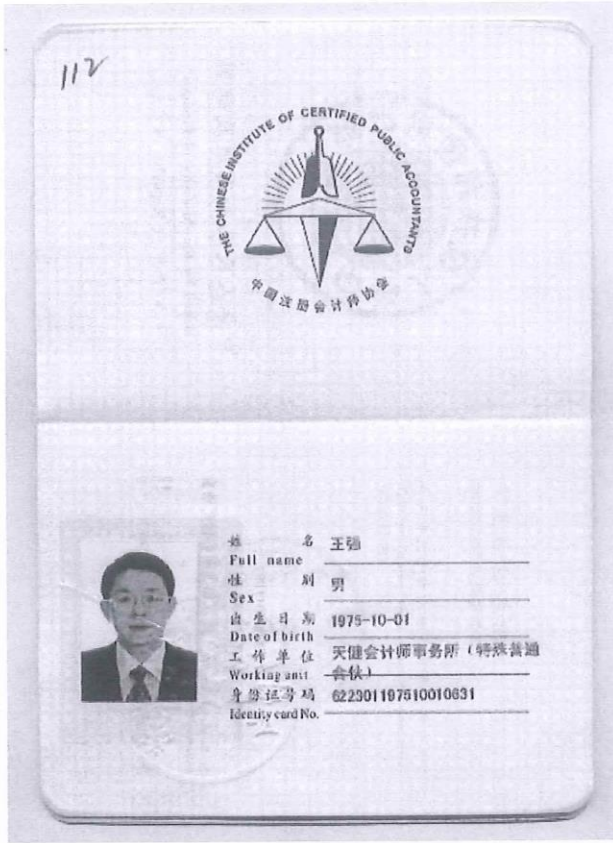 112
THE CHINESE INSTITUTE OF CERTIFIED PUBLIC ACCOUNTANTS
中国注册会计师协会
姓 名 王强
Full name
性 别 男
Sex
出生日期 1975-10-01
Date of birth
工作单位 天健会计师事务所（特殊普通
Working unit 合伙）
身份证号码 622301197510010631
Identity card No.